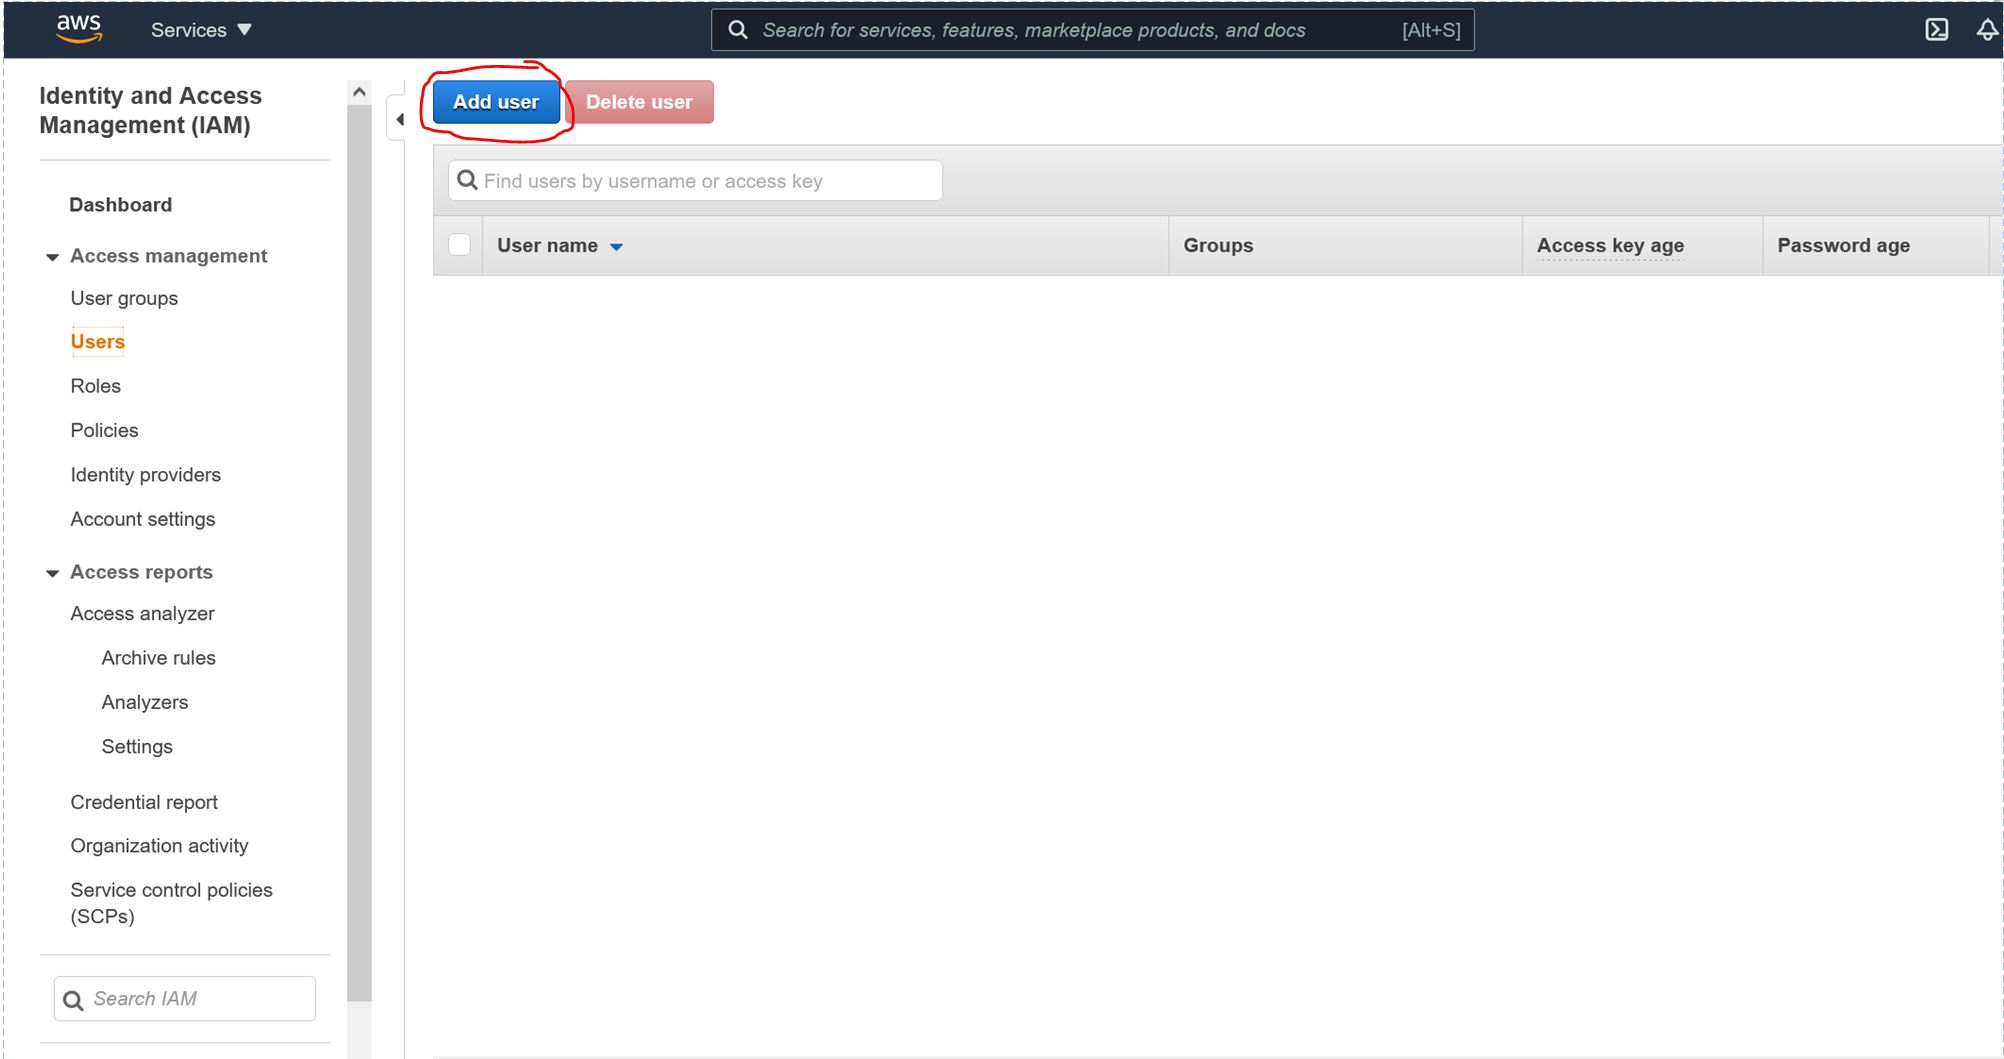 aws
Services
Search for services, features, marketplace products, and docs
[Alt+S]
Identity and Access
Management (IAM)
Dashboard
Access management
User groups
Users
Roles
Policies
Identity providers
Account settings
Access reports
Access analyzer
Archive rules
Analyzers
Settings
Credential report
Organization activity
Service control policies
(SCPs)
Search IAM
Add user
Delete user
Find users by username or access key
User name
Groups
Access key age
Password age